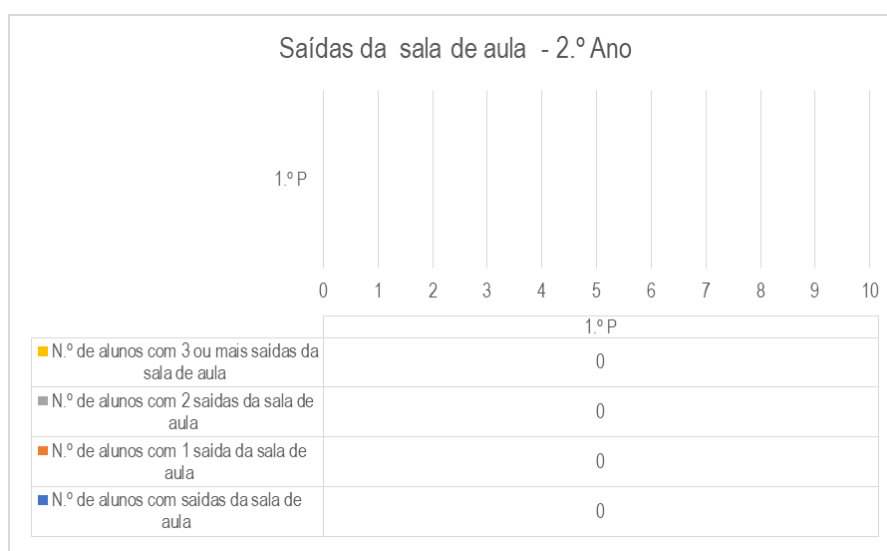 Saídas da sala de aula - 2.º Ano
1.º P
0 1 2 3 4 5 6 7 8 9 10
1.º P
N.º de alunos com 3 ou mais saídas da
sala de aula
0
N.º de alunos com 2 saidas da sala de
aula
0
N.º de alunos com 1 saida da sala de
aula
0
N.º de alunos com saidas da sala de
aula
0